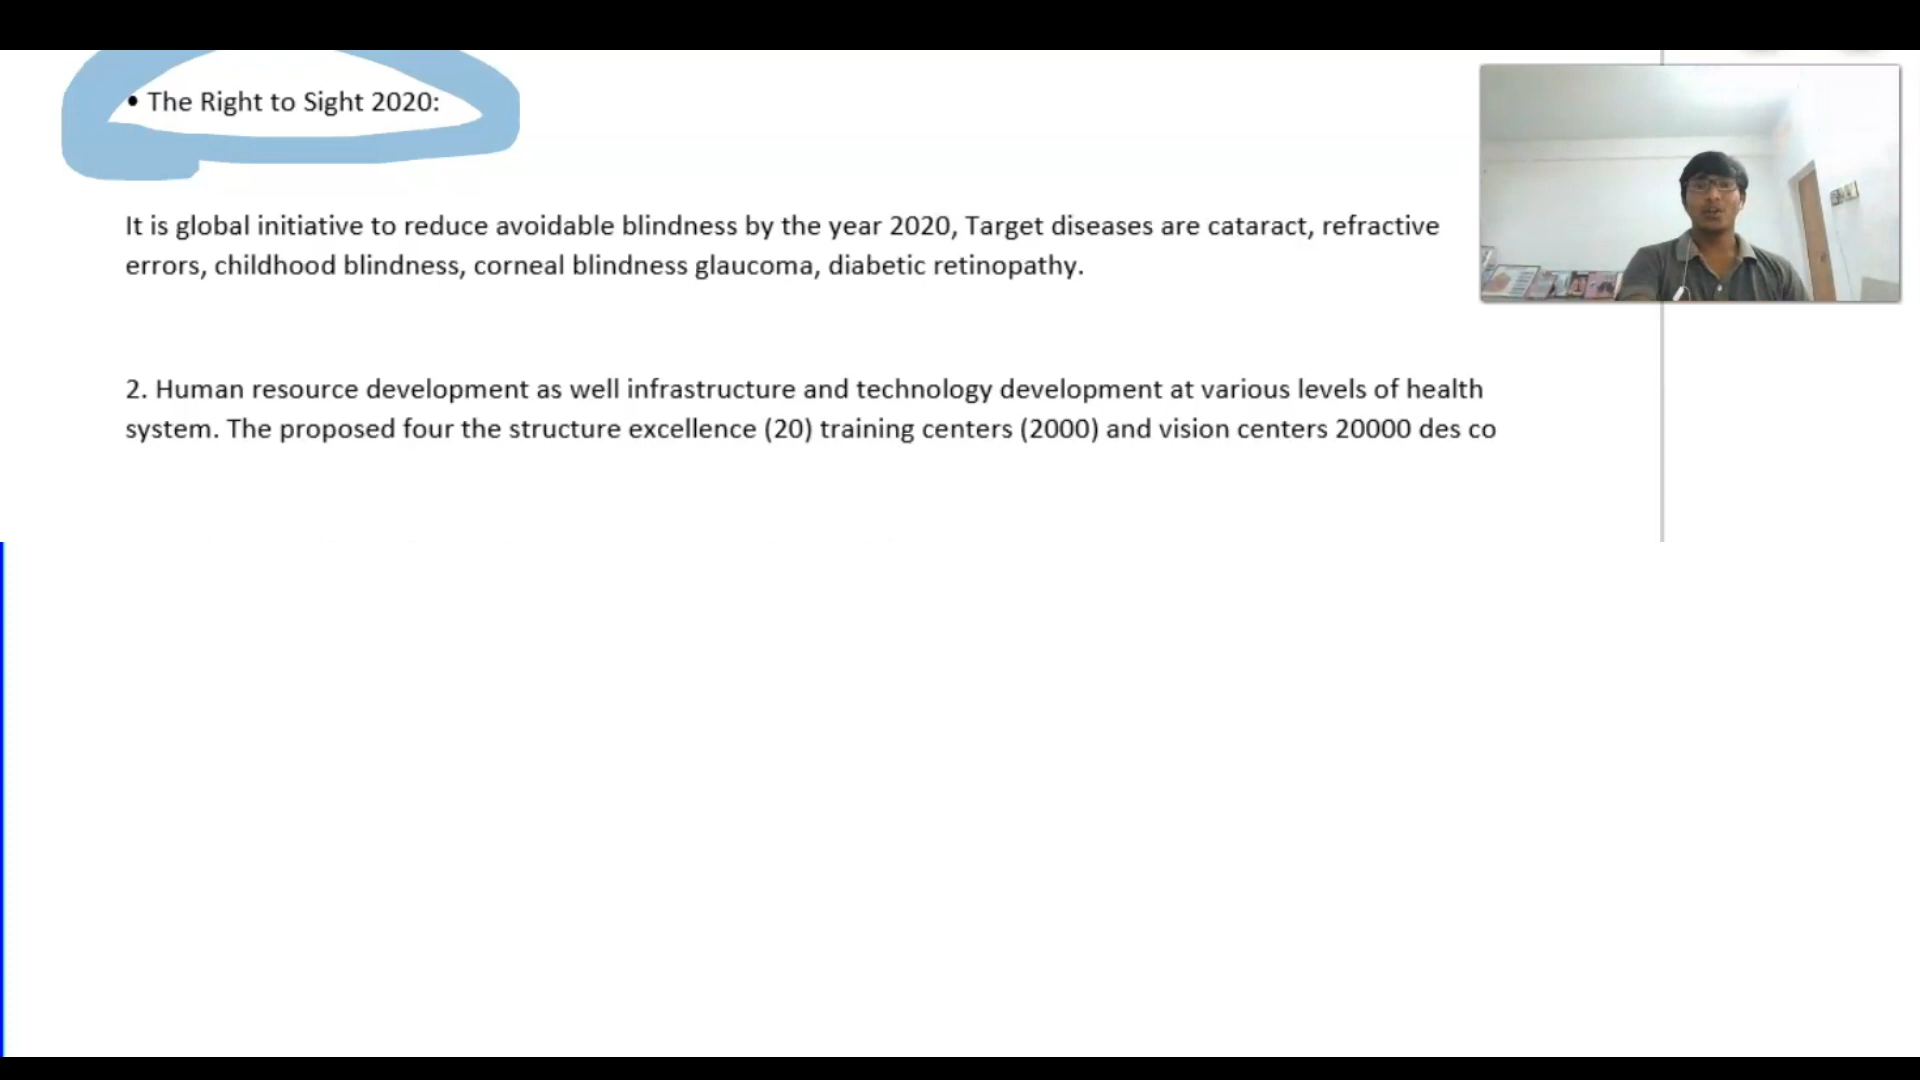 • The Right to Sight 2020:
It is global initiative to reduce avoidable blindness by the year 2020, Target diseases are cataract, refractive
errors, childhood blindness, corneal blindness glaucoma, diabetic retinopathy.
2. Human resource development as well infrastructure and technology development at various levels of health
system. The proposed four the structure excellence (20) training centers (2000) and vision centers 20000 des co